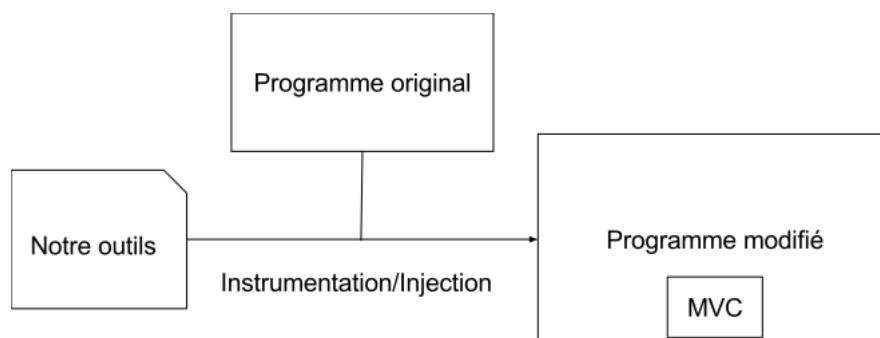 Programme original
Notre outils
Instrumentation/Injection
Programme modifié
MVC